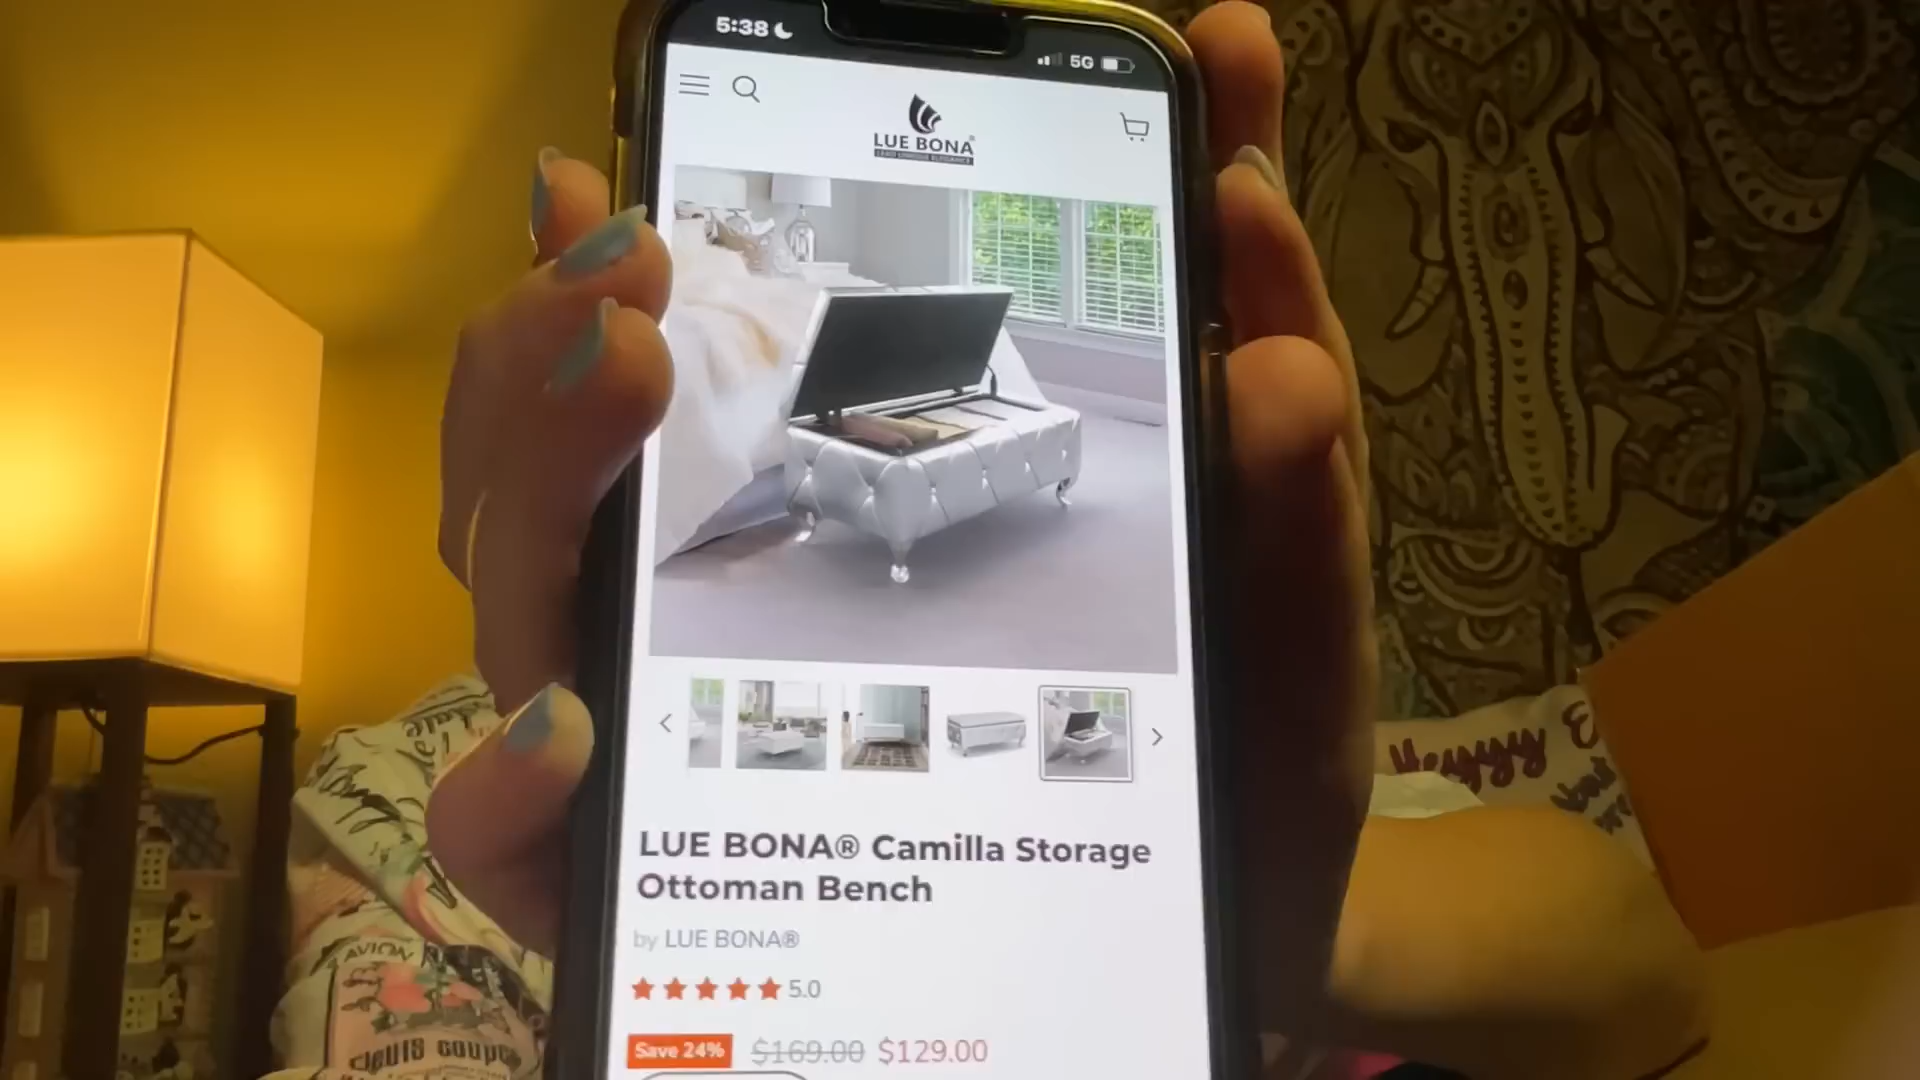 5:38
5G
LUE BONA®
LUE BONA® Camilla Storage
Ottoman Bench
by LUE BONA®
5.0
Save 24% $169.00 $129.00
AVION